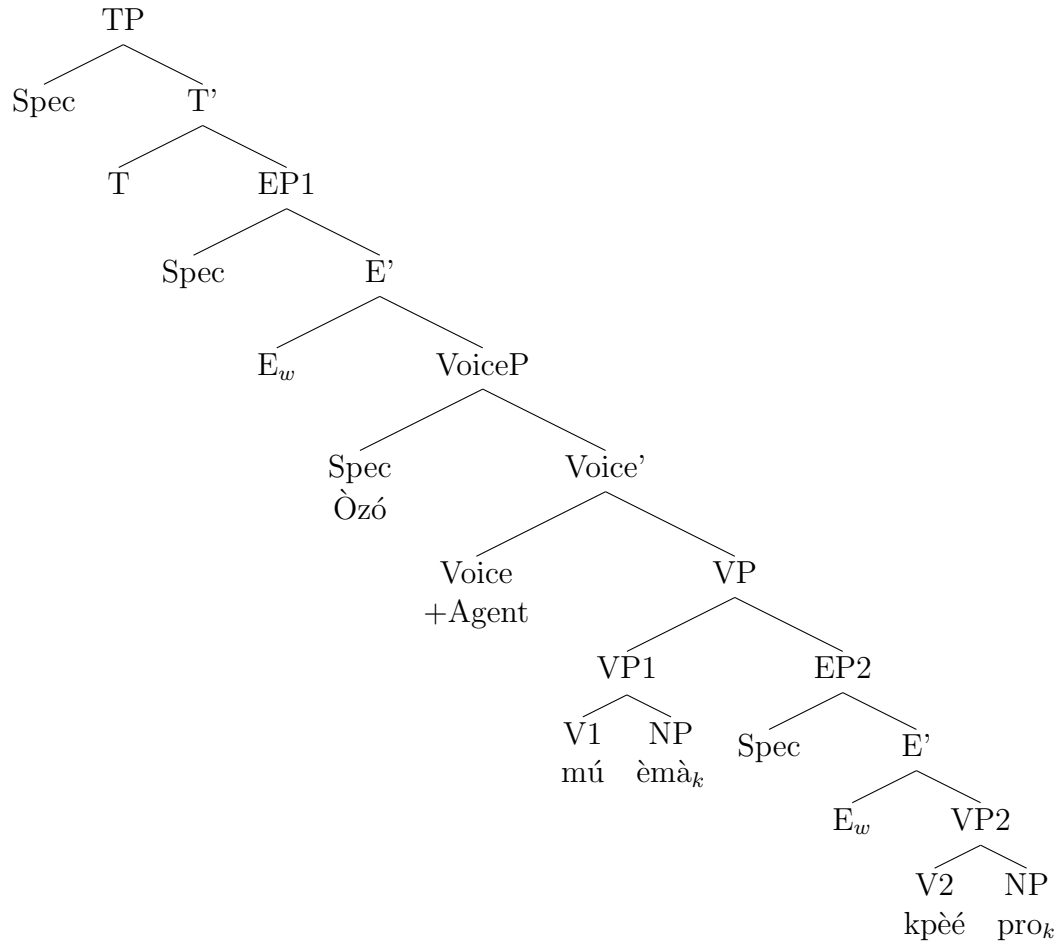 TP
Spec T’
T EP1
Spec E’
E_w VoiceP
Spec Voice’
Òzó
Voice VP
+Agent
VP1 EP2
V1 NP Spec E’
mú èmà_k
E_w VP2
V2 NP
kpèé pro_k